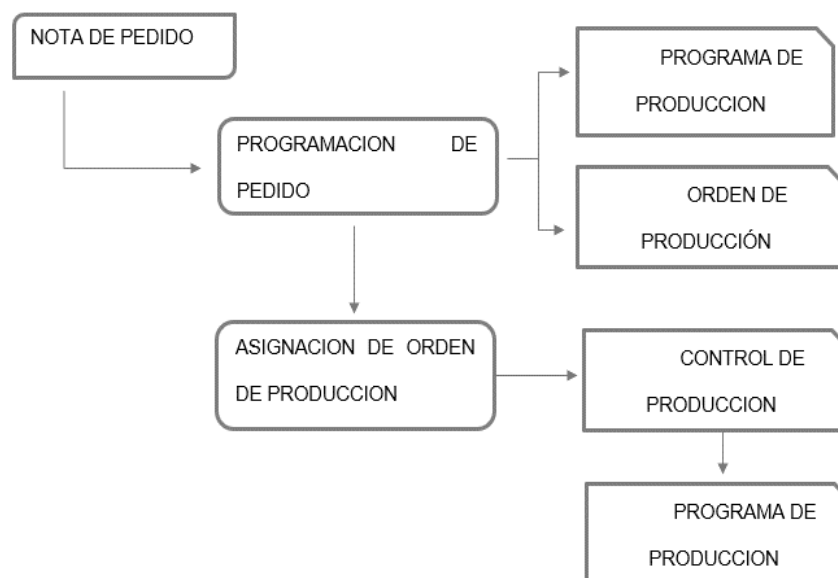 NOTA DE PEDIDO
PROGRAMACION DE
PEDIDO
PROGRAMA DE
PRODUCCION
ORDEN DE
PRODUCCIÓN
ASIGNACION DE ORDEN
DE PRODUCCION
CONTROL DE
PRODUCCION
PROGRAMA DE
PRODUCCION